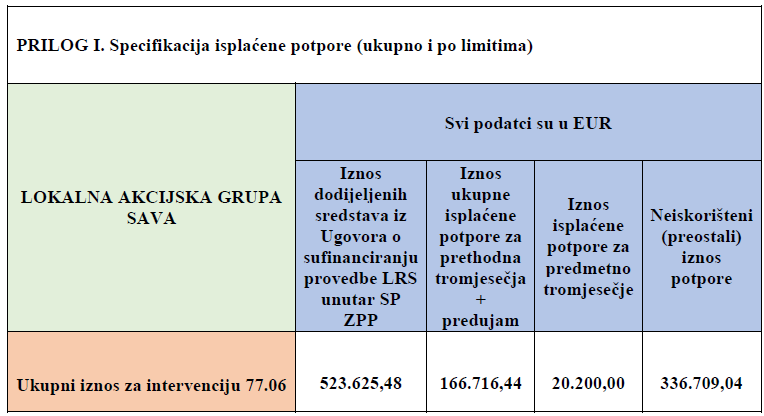 PRILOG I. Specifikacija isplaćene potpore (ukupno i po limitima)
LOKALNA AKCIJSKA GRUPA
SAVA
Svi podatci su u EUR
Iznos
dodijeljenih
sredstava iz
Ugovora o
sufinanciranju
provedbe LRS
unutar SP
ZPP
Iznos
ukupne
isplaćene
potpore za
prethodna
tromjesečja
+
predujam
Iznos
isplaćene
potpore za
predmetno
tromjesečje
Neiskorišteni
(preostali)
iznos
potpore
Ukupni iznos za intervenciju 77.06
523.625,48
166.716,44
20.200,00
336.709,04